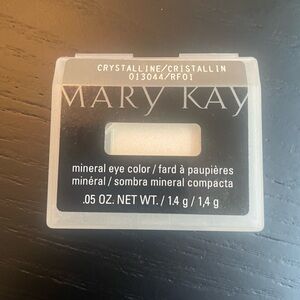 CRYSTALLINE/CRISTALLIN
013044/RF01
MARY KAY
mineral eye color / fard à paupières
minéral / sombra mineral compacta
.05 OZ. NET WT. / 1.4 g / 1,4 g